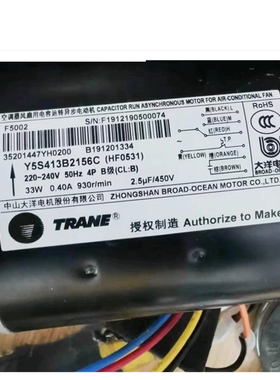 空调器风扇用电容运转异步电动机 CAPACITOR RUN ASYNCHRONOUS MOTOR FOR AIR-CONDITIONING FAN
F5002 S/N:F1912190500074
35201447YH0200 B191201334
Y5S413B2156C (HF0531)
220~240V 50Hz 4P B级(CL:B)
33W 0.40A 930r/min 2.5μF/450V
黑(BLACK)L
蓝(BLUE)M
红(RED)H
T.P
黄(YELLOW)
橙(ORANGE)
棕(BROWN)
CCC
大洋电机
BROAD-OCEAN
中山大洋电机股份有限公司 ZHONGSHAN BROAD-OCEAN MOTOR CO.,LTD.
TRANE 授权制造 Authorize to Make